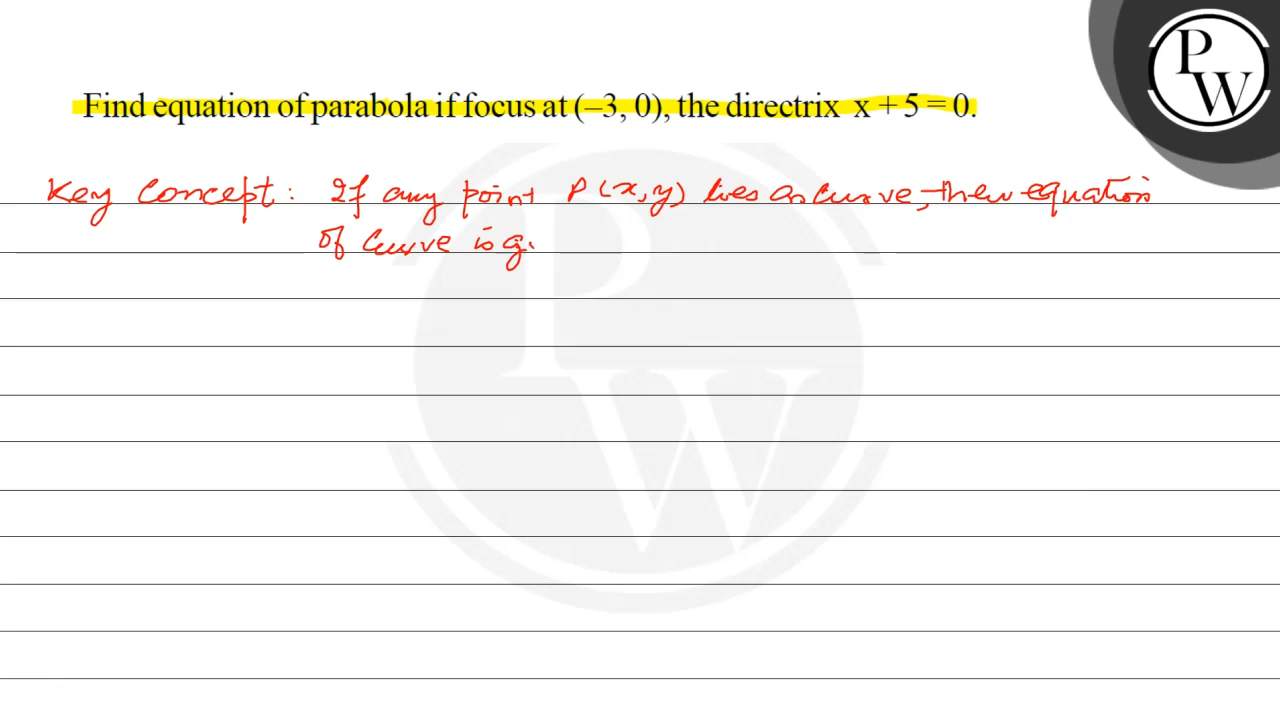 P
W
Find equation of parabola if focus at (–3, 0), the directrix x + 5 = 0.
Key Concept: If any point P(x,y) lies on curve, then equation
of curve is g.
P
W